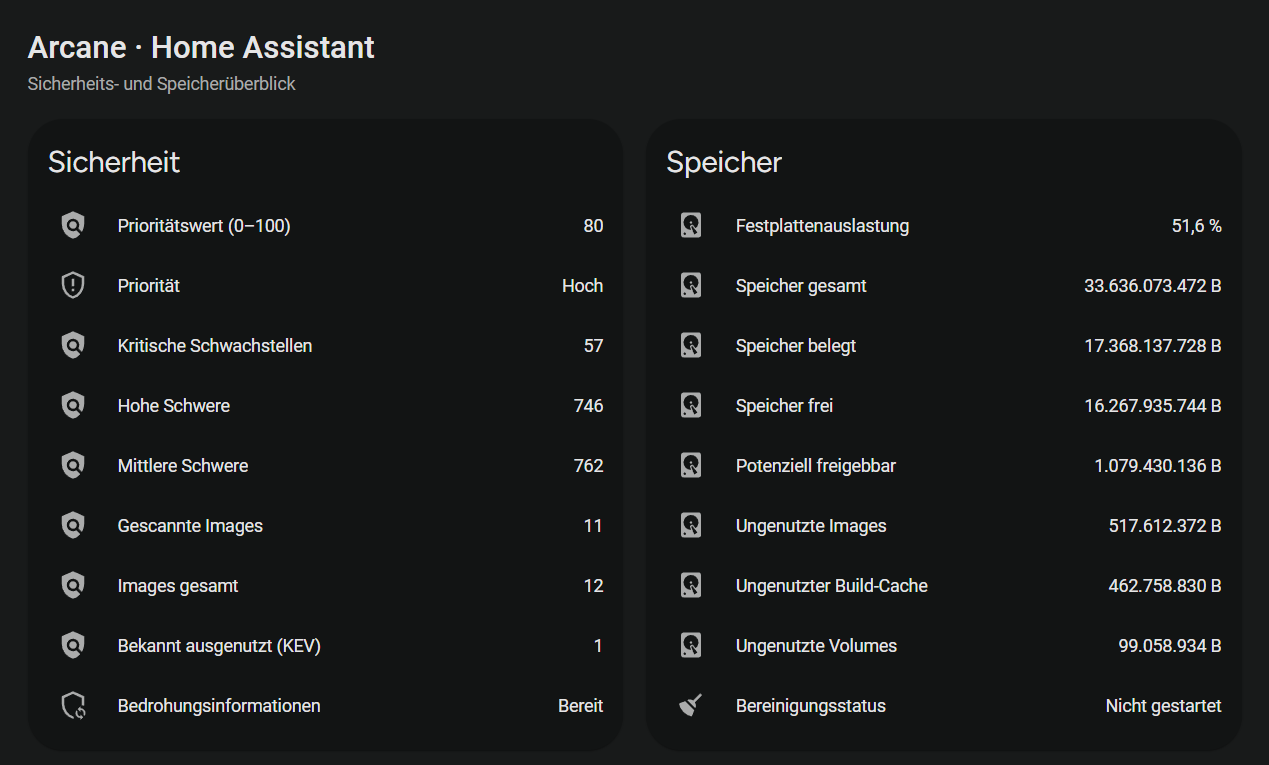 Arcane · Home Assistant
Sicherheits- und Speicherüberblick
Sicherheit
Prioritätswert (0–100) 80
Priorität Hoch
Kritische Schwachstellen 57
Hohe Schwere 746
Mittlere Schwere 762
Gescannte Images 11
Images gesamt 12
Bekannt ausgenutzt (KEV) 1
Bedrohungsinformationen Bereit
Speicher
Festplattenauslastung 51,6 %
Speicher gesamt 33.636.073.472 B
Speicher belegt 17.368.137.728 B
Speicher frei 16.267.935.744 B
Potenziell freigebbar 1.079.430.136 B
Ungenutzte Images 517.612.372 B
Ungenutzter Build-Cache 462.758.830 B
Ungenutzte Volumes 99.058.934 B
Bereinigungsstatus Nicht gestartet